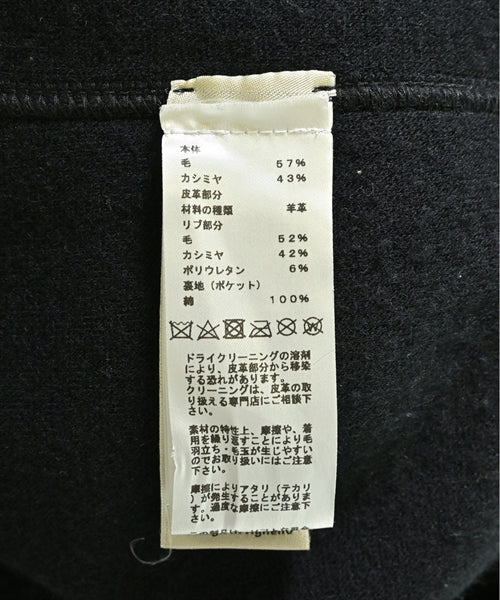 本体
毛 57%
カシミヤ 43%
皮革部分
材料の種類 羊革
リブ部分
毛 52%
カシミヤ 42%
ポリウレタン 6%
裏地(ポケット)
綿 100%
ドライクリーニングの溶剤
により、皮革部分から移染
する恐れがあります。
クリーニングは、皮革の取
り扱える専門店にご相談下
さい。
素材の特性上、摩擦や、着
用を繰り返すことにより毛
羽立ち・毛玉が生じやすい
のでお取り扱いにはご注意
下さい。
摩擦によりアタリ(テカリ
)が発生することがありま
す。過度な摩擦にご注意下
さい。